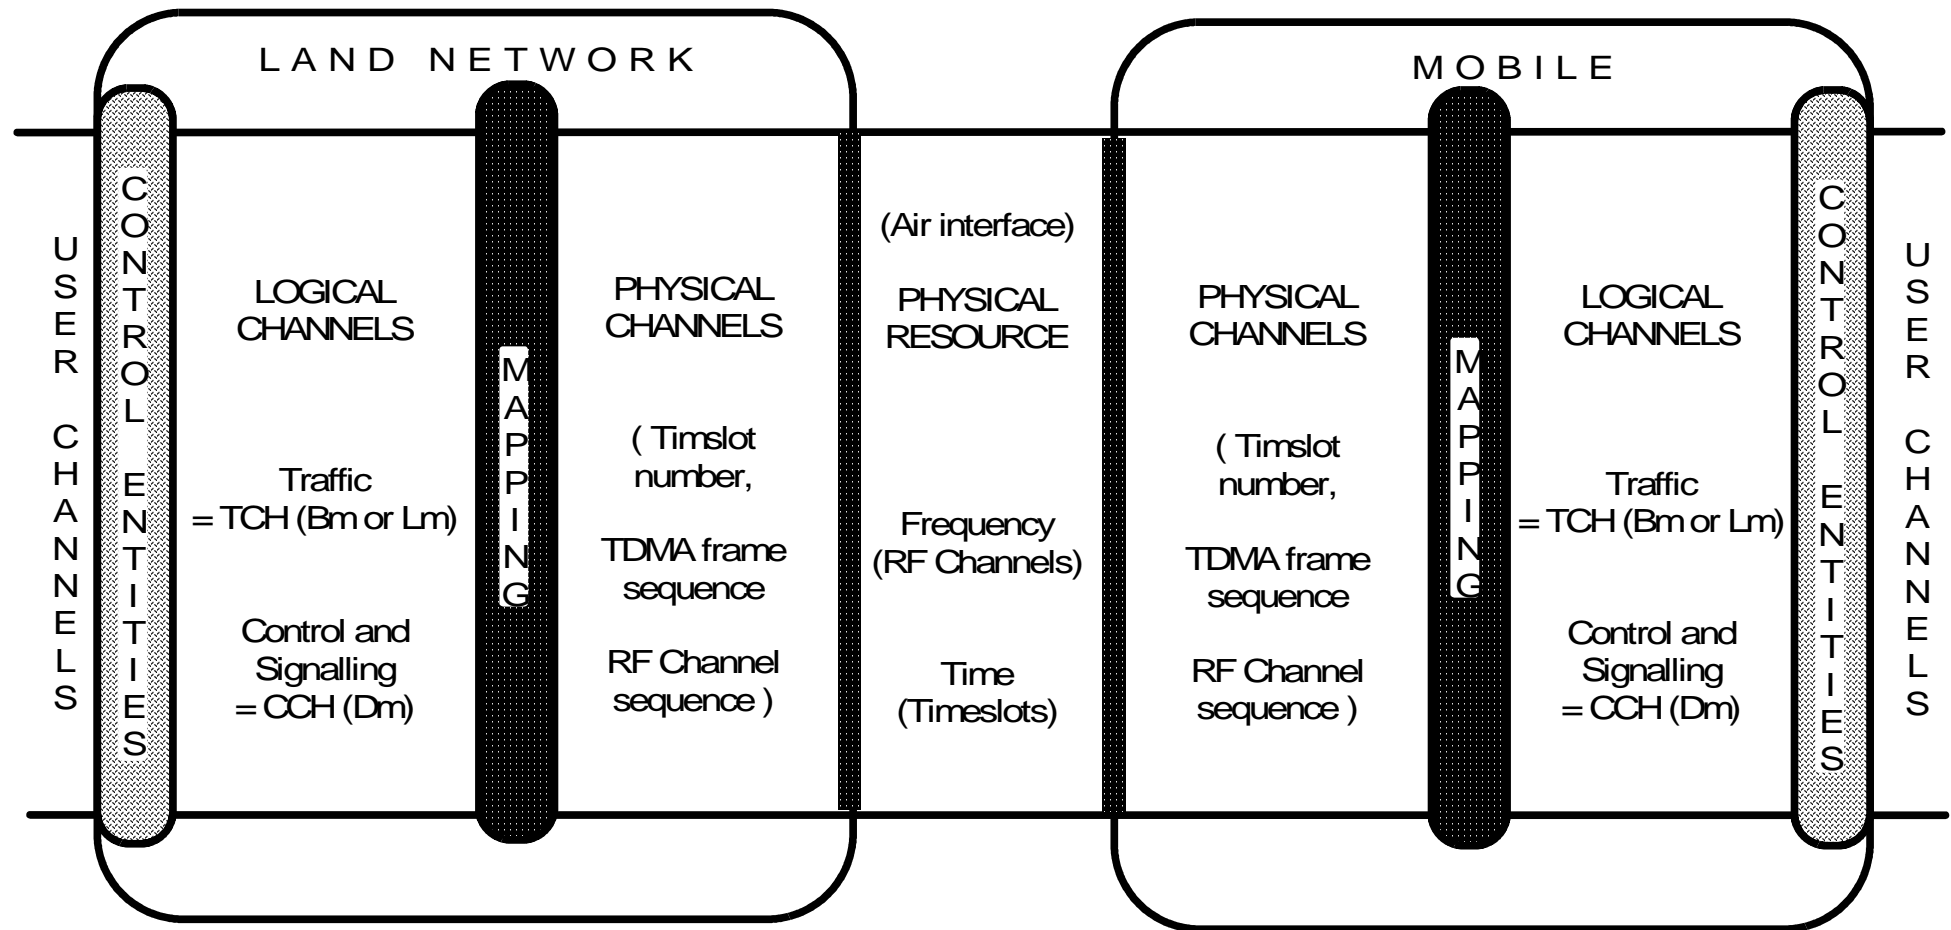 LAND NETWORK
MOBILE
USER CHANNELS
CONTROL ENTITIES
LOGICAL
CHANNELS
Traffic
= TCH (Bm or Lm)
Control and
Signalling
= CCH (Dm)
MAPPING
PHYSICAL
CHANNELS
( Timslot
number,
TDMA frame
sequence
RF Channel
sequence )
(Air interface)
PHYSICAL
RESOURCE
Frequency
(RF Channels)
Time
(Timeslots)
PHYSICAL
CHANNELS
( Timslot
number,
TDMA frame
sequence
RF Channel
sequence )
MAPPING
LOGICAL
CHANNELS
Traffic
= TCH (Bm or Lm)
Control and
Signalling
= CCH (Dm)
CONTROL ENTITIES
USER CHANNELS